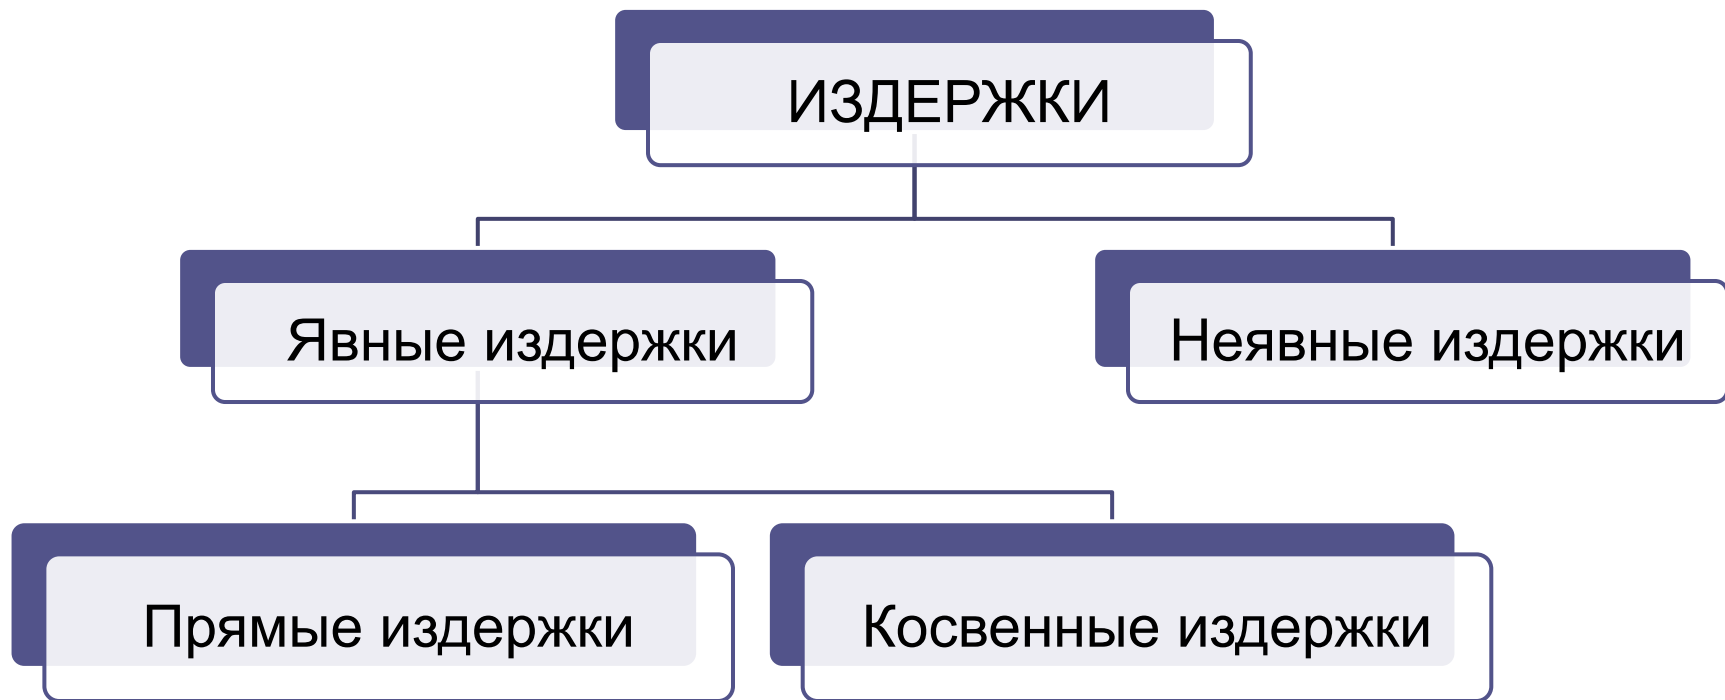 ИЗДЕРЖКИ
Явные издержки
Неявные издержки
Прямые издержки
Косвенные издержки